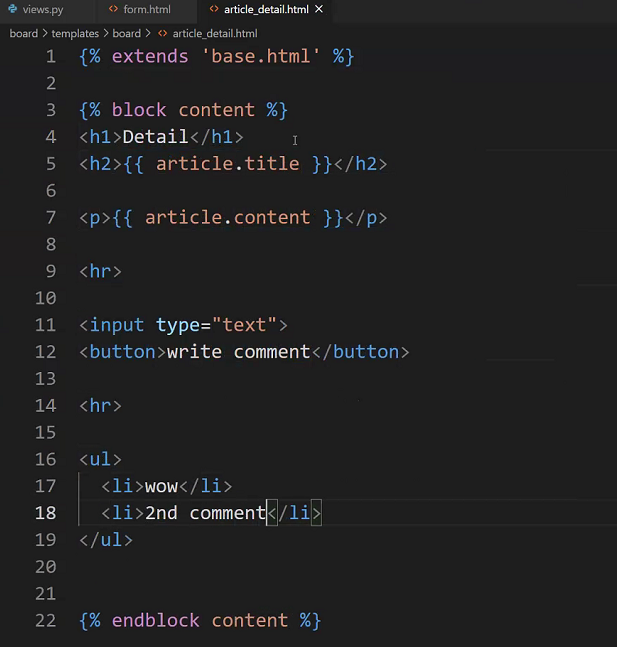 views.py form.html article_detail.html
board > templates > board > article_detail.html
1 {% extends 'base.html' %}
2
3 {% block content %}
4 <h1>Detail</h1>
5 <h2>{{ article.title }}</h2>
6
7 <p>{{ article.content }}</p>
8
9 <hr>
10
11 <input type="text">
12 <button>write comment</button>
13
14 <hr>
15
16 <ul>
17 <li>wow</li>
18 <li>2nd comment</li>
19 </ul>
20
21
22 {% endblock content %}